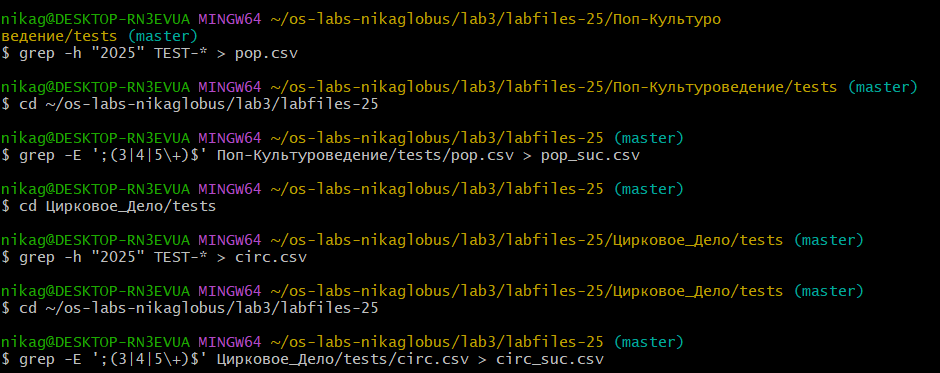 nikag@DESKTOP-RN3EVUA MINGW64 ~/os-labs-nikaglobus/lab3/labfiles-25/Поп-Культуро
ведение/tests (master)
$ grep -h "2025" TEST-* > pop.csv
nikag@DESKTOP-RN3EVUA MINGW64 ~/os-labs-nikaglobus/lab3/labfiles-25/Поп-Культуроведение/tests (master)
$ cd ~/os-labs-nikaglobus/lab3/labfiles-25
nikag@DESKTOP-RN3EVUA MINGW64 ~/os-labs-nikaglobus/lab3/labfiles-25 (master)
$ grep -E ';(3|4|5\+)$' Поп-Культуроведение/tests/pop.csv > pop_suc.csv
nikag@DESKTOP-RN3EVUA MINGW64 ~/os-labs-nikaglobus/lab3/labfiles-25 (master)
$ cd Цирковое_Дело/tests
nikag@DESKTOP-RN3EVUA MINGW64 ~/os-labs-nikaglobus/lab3/labfiles-25/Цирковое_Дело/tests (master)
$ grep -h "2025" TEST-* > circ.csv
nikag@DESKTOP-RN3EVUA MINGW64 ~/os-labs-nikaglobus/lab3/labfiles-25/Цирковое_Дело/tests (master)
$ cd ~/os-labs-nikaglobus/lab3/labfiles-25
nikag@DESKTOP-RN3EVUA MINGW64 ~/os-labs-nikaglobus/lab3/labfiles-25 (master)
$ grep -E ';(3|4|5\+)$' Цирковое_Дело/tests/circ.csv > circ_suc.csv